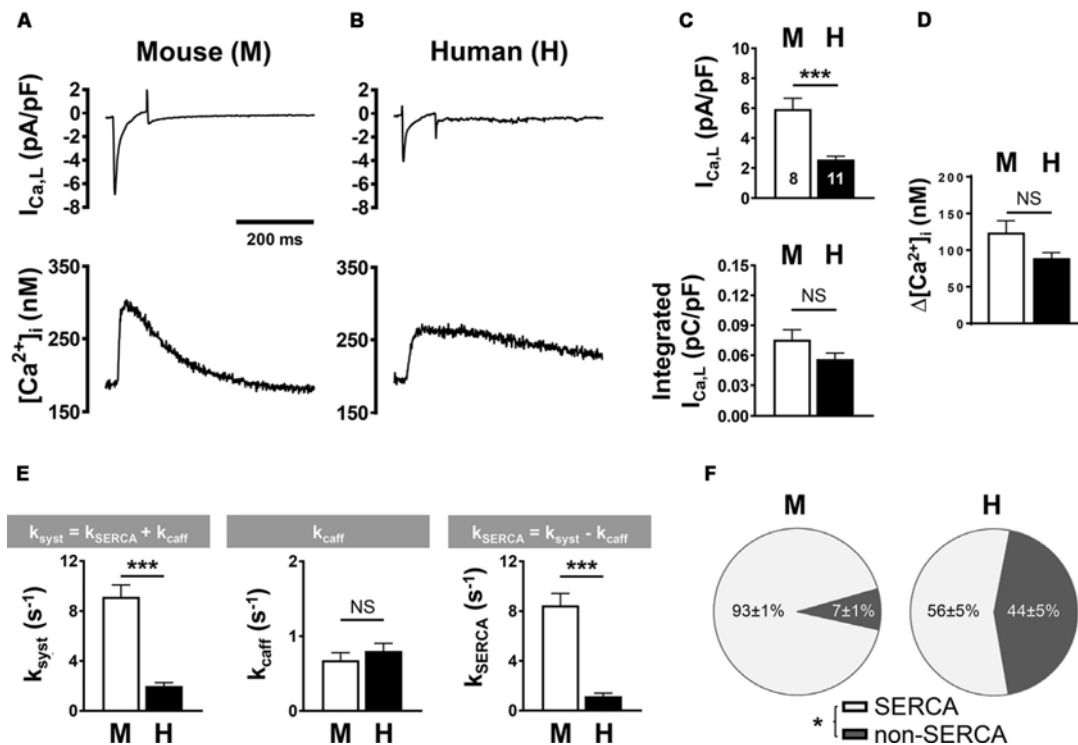 A
B
C
D
Mouse (M)
Human (H)
I_Ca,L (pA/pF)
2
0
-2
-4
-6
-8
2
0
-2
-4
-6
-8
200 ms
[Ca²⁺]ᵢ (nM)
350
250
150
350
250
150
M H
***
I_Ca,L (pA/pF)
10
8
6
4
2
0
8
11
M H
NS
Integrated
I_Ca,L (pC/pF)
0.15
0.12
0.09
0.06
0.03
0.00
M H
NS
Δ[Ca²⁺]ᵢ (nM)
200
150
100
50
0
E
k_syst = k_SERCA + k_caff
k_syst (s⁻¹)
12
8
4
0
***
M H
k_caff
k_caff (s⁻¹)
2
1
0
NS
M H
k_SERCA = k_syst - k_caff
k_SERCA (s⁻¹)
12
8
4
0
***
M H
F
M
H
93±1%
7±1%
56±5%
44±5%
* SERCA
non-SERCA